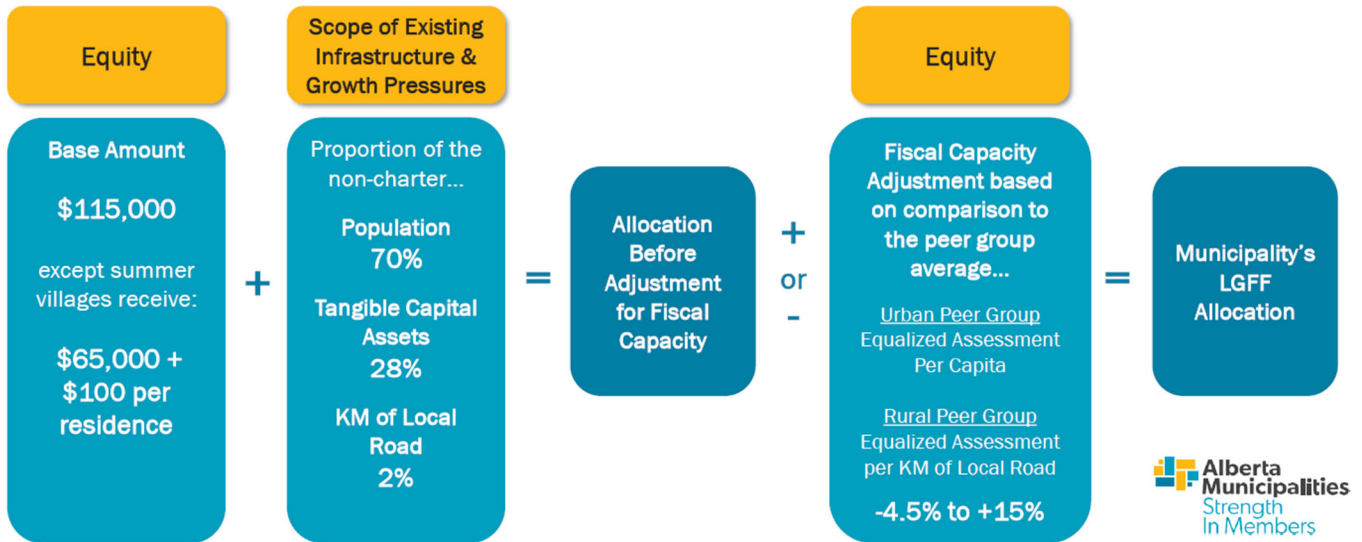 Equity
Base Amount
$115,000
except summer
villages receive:
$65,000 +
$100 per
residence
+
Scope of Existing
Infrastructure &
Growth Pressures
Proportion of the
non-charter...
Population
70%
Tangible Capital
Assets
28%
KM of Local
Road
2%
=
Allocation
Before
Adjustment
for Fiscal
Capacity
+
or
-
Equity
Fiscal Capacity
Adjustment based
on comparison to
the peer group
average...
Urban Peer Group
Equalized Assessment
Per Capita
Rural Peer Group
Equalized Assessment
per KM of Local Road
-4.5% to +15%
=
Municipality's
LGFF
Allocation
Alberta
Municipalities
Strength
In Members